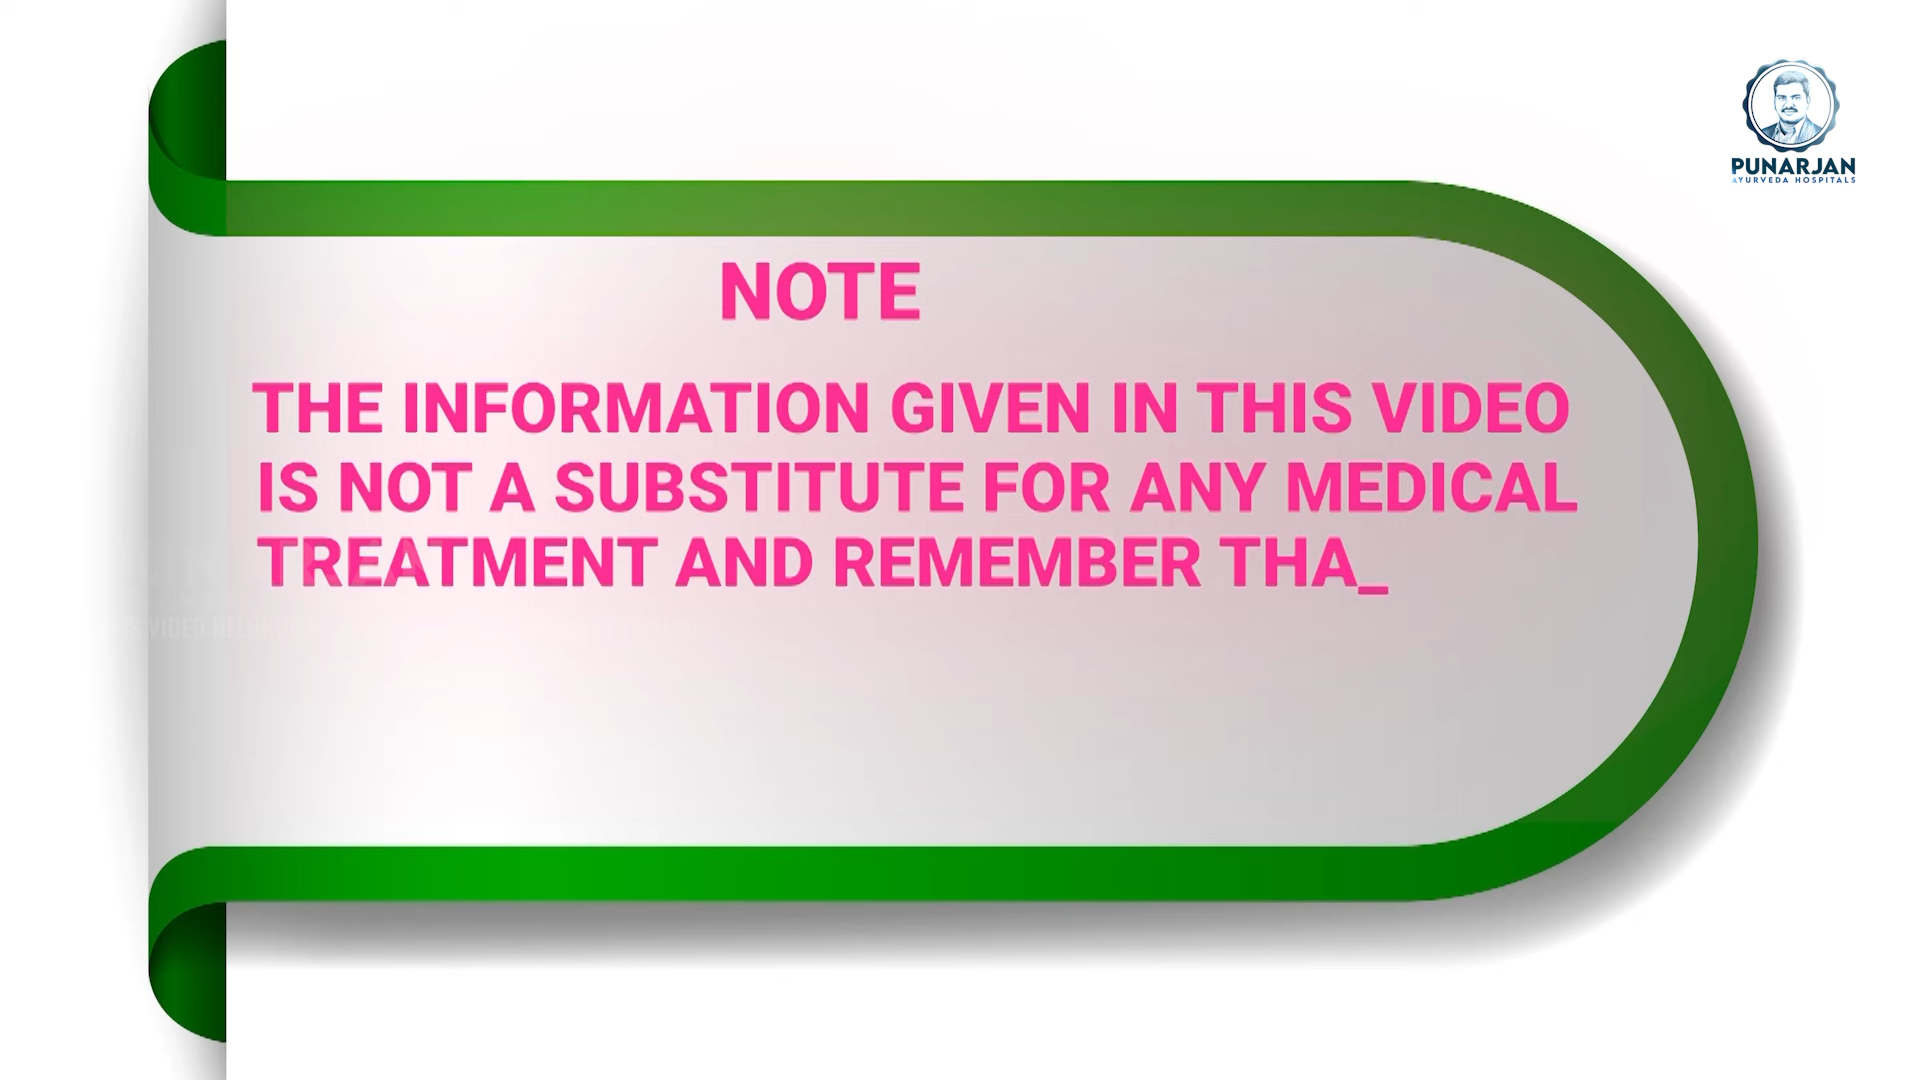 PUNARJAN
AYURVEDA HOSPITALS
NOTE
THE INFORMATION GIVEN IN THIS VIDEO
IS NOT A SUBSTITUTE FOR ANY MEDICAL
TREATMENT AND REMEMBER THA_